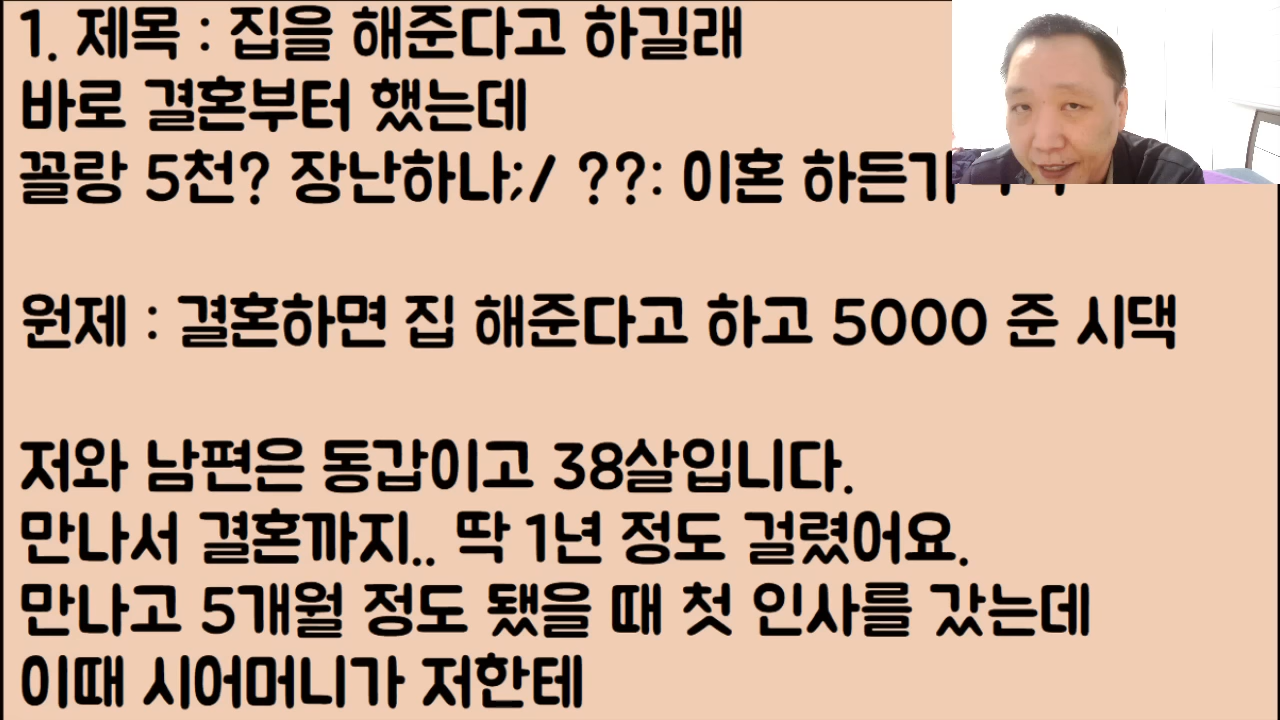 1. 제목 : 집을 해준다고 하길래
바로 결혼부터 했는데
꼴랑 5천? 장난하나;/ ??: 이혼 하든가
원제 : 결혼하면 집 해준다고 하고 5000 준 시댁
저와 남편은 동갑이고 38살입니다.
만나서 결혼까지.. 딱 1년 정도 걸렸어요.
만나고 5개월 정도 됐을 때 첫 인사를 갔는데
이때 시어머니가 저한테